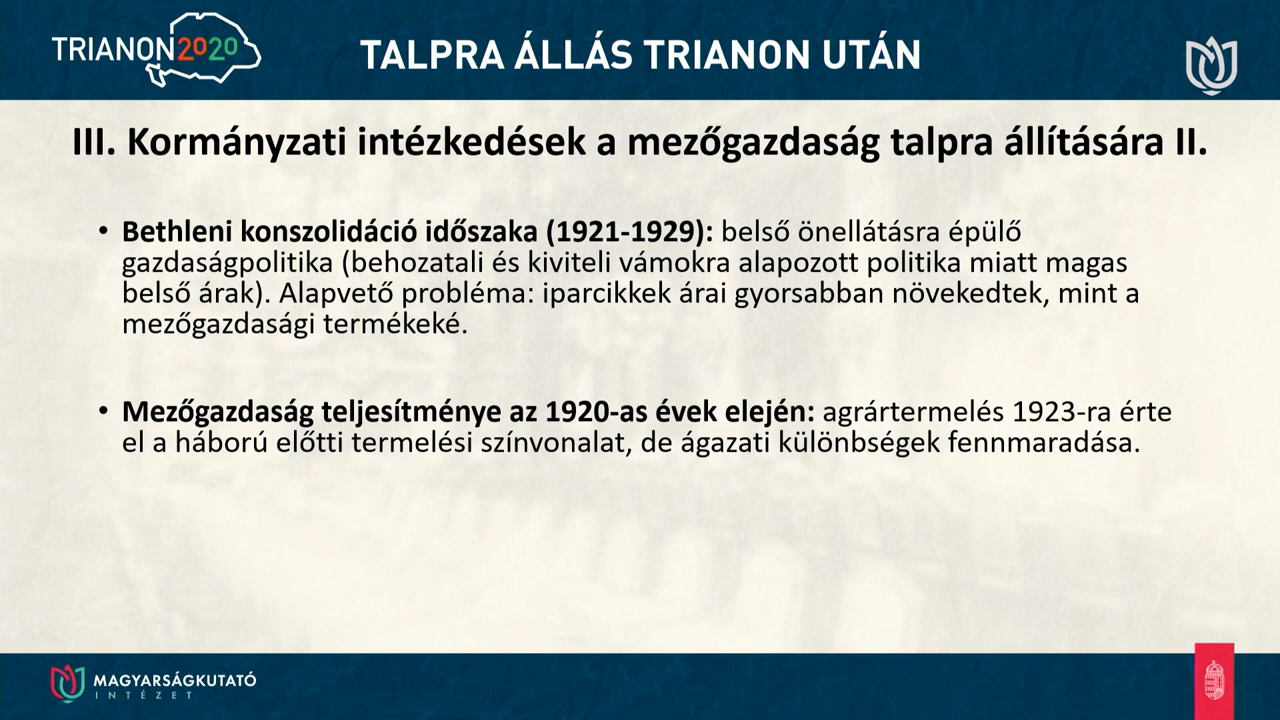 TRIANON2020
TALPRA ÁLLÁS TRIANON UTÁN
III. Kormányzati intézkedések a mezőgazdaság talpra állítására II.
• Bethleni konszolidáció időszaka (1921-1929): belső önellátásra épülő
gazdaságpolitika (behozatali és kiviteli vámokra alapozott politika miatt magas
belső árak). Alapvető probléma: iparcikkek árai gyorsabban növekedtek, mint a
mezőgazdasági termékeké.
• Mezőgazdaság teljesítménye az 1920-as évek elején: agrártermelés 1923-ra érte
el a háború előtti termelési színvonalat, de ágazati különbségek fennmaradása.
MAGYARSÁGKUTATÓ
INTÉZET